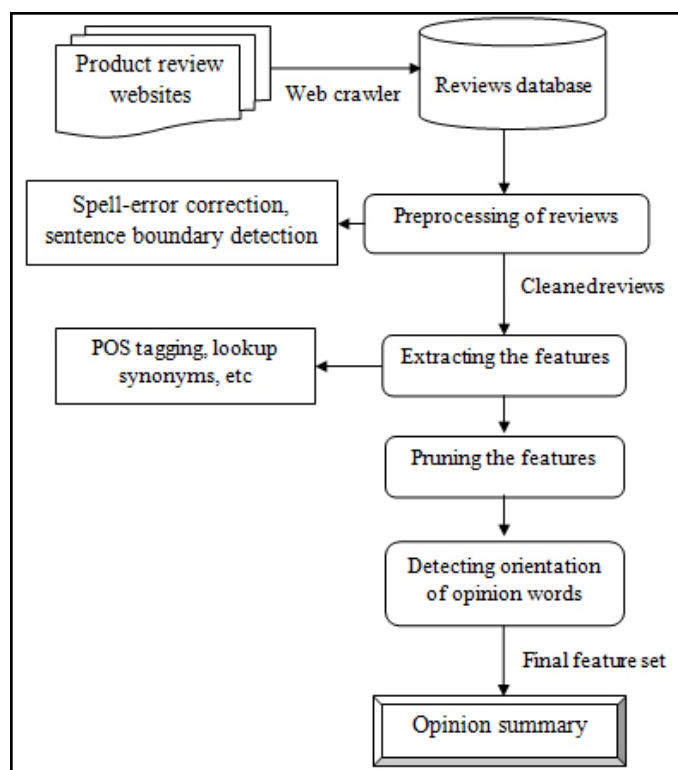 Product review
websites
Web crawler
Reviews database
Spell-error correction,
sentence boundary detection
Preprocessing of reviews
Cleanedreviews
POS tagging, lookup
synonyms, etc
Extracting the features
Pruning the features
Detecting orientation
of opinion words
Final feature set
Opinion summary